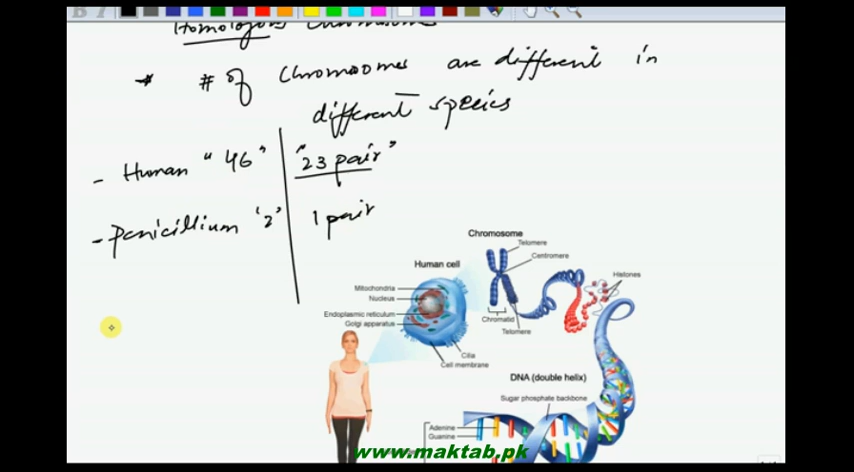 Homologous Chromosomes
* # of Chromosomes are different in
different species
- Human "46" "23 pair"
- Penicillium '2' 1 pair
Chromosome
Telomere
Centromere
Human cell
Histones
Mitochondria
Nucleus
Endoplasmic reticulum
Golgi apparatus
Chromatid
Telomere
Cilia
Cell membrane
DNA (double helix)
Sugar phosphate backbone
Adenine
Guanine
www.maktab.pk